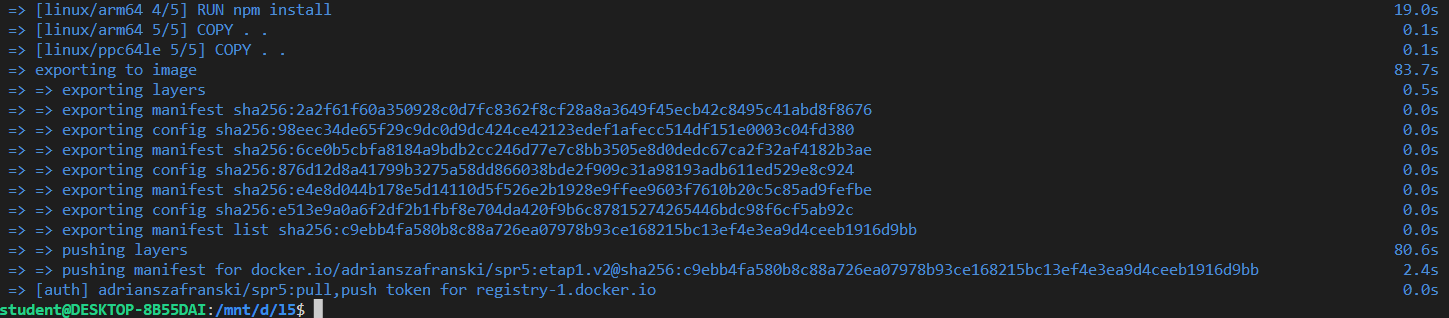 => [linux/arm64 4/5] RUN npm install 19.0s
=> [linux/arm64 5/5] COPY . . 0.1s
=> [linux/ppc64le 5/5] COPY . . 0.1s
=> exporting to image 83.7s
=> => exporting layers 0.5s
=> => exporting manifest sha256:2a2f61f60a350928c0d7fc8362f8cf28a8a3649f45ecb42c8495c41abd8f8676 0.0s
=> => exporting config sha256:98eec34de65f29c9dc0d9dc424ce42123edef1afecc514df151e0003c04fd380 0.0s
=> => exporting manifest sha256:6ce0b5cbfa8184a9bdb2cc246d77e7c8bb3505e8d0dedc67ca2f32af4182b3ae 0.0s
=> => exporting config sha256:876d12d8a41799b3275a58dd866038bde2f909c31a98193adb611ed529e8c924 0.0s
=> => exporting manifest sha256:e4e8d044b178e5d14110d5f526e2b1928e9ffee9603f7610b20c5c85ad9fefbe 0.0s
=> => exporting config sha256:e513e9a0a6f2df2b1fbf8e704da420f9b6c87815274265446bdc98f6cf5ab92c 0.0s
=> => exporting manifest list sha256:c9ebb4fa580b8c88a726ea07978b93ce168215bc13ef4e3ea9d4ceeb1916d9bb 0.0s
=> => pushing layers 80.6s
=> => pushing manifest for docker.io/adrianszafranski/spr5:etap1.v2@sha256:c9ebb4fa580b8c88a726ea07978b93ce168215bc13ef4e3ea9d4ceeb1916d9bb 2.4s
=> [auth] adrianszafranski/spr5:pull,push token for registry-1.docker.io 0.0s
student@DESKTOP-8B55DAI:/mnt/d/l5$